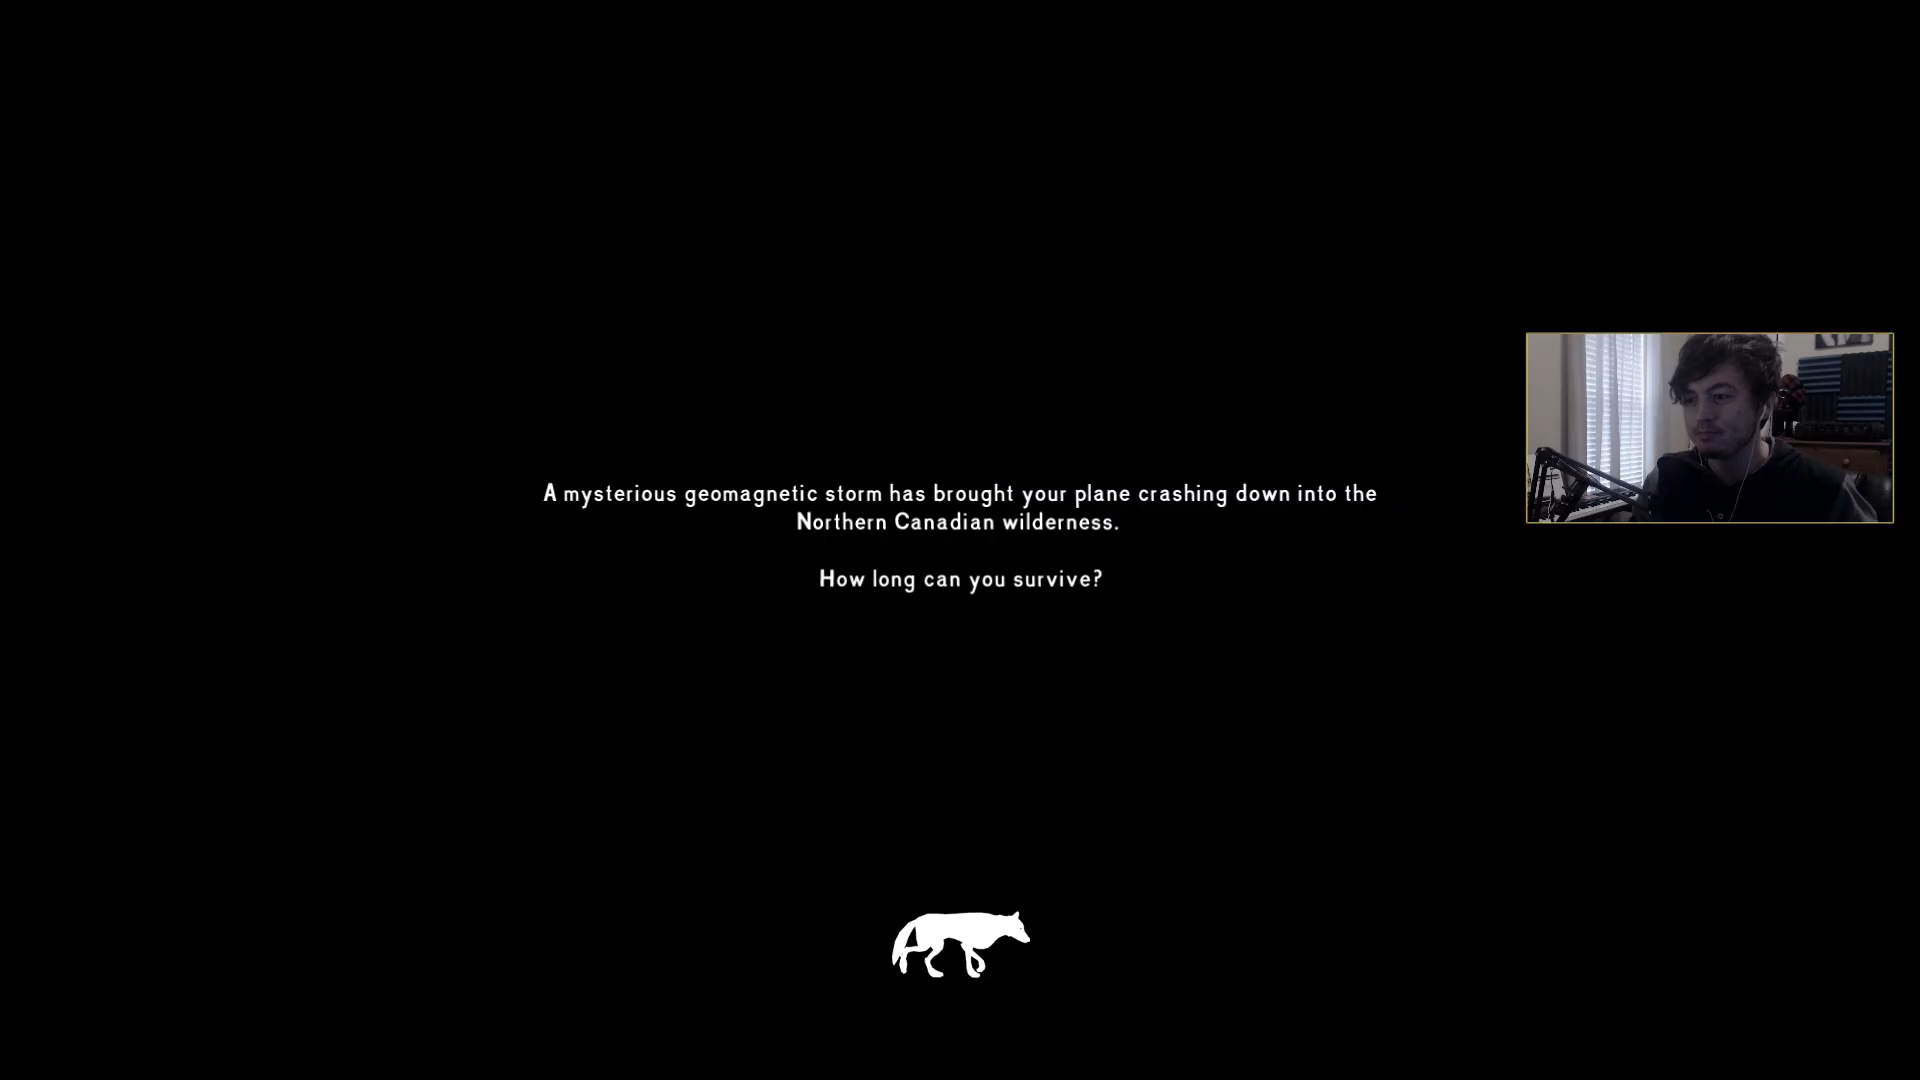 A mysterious geomagnetic storm has brought your plane crashing down into the
Northern Canadian wilderness.
How long can you survive?